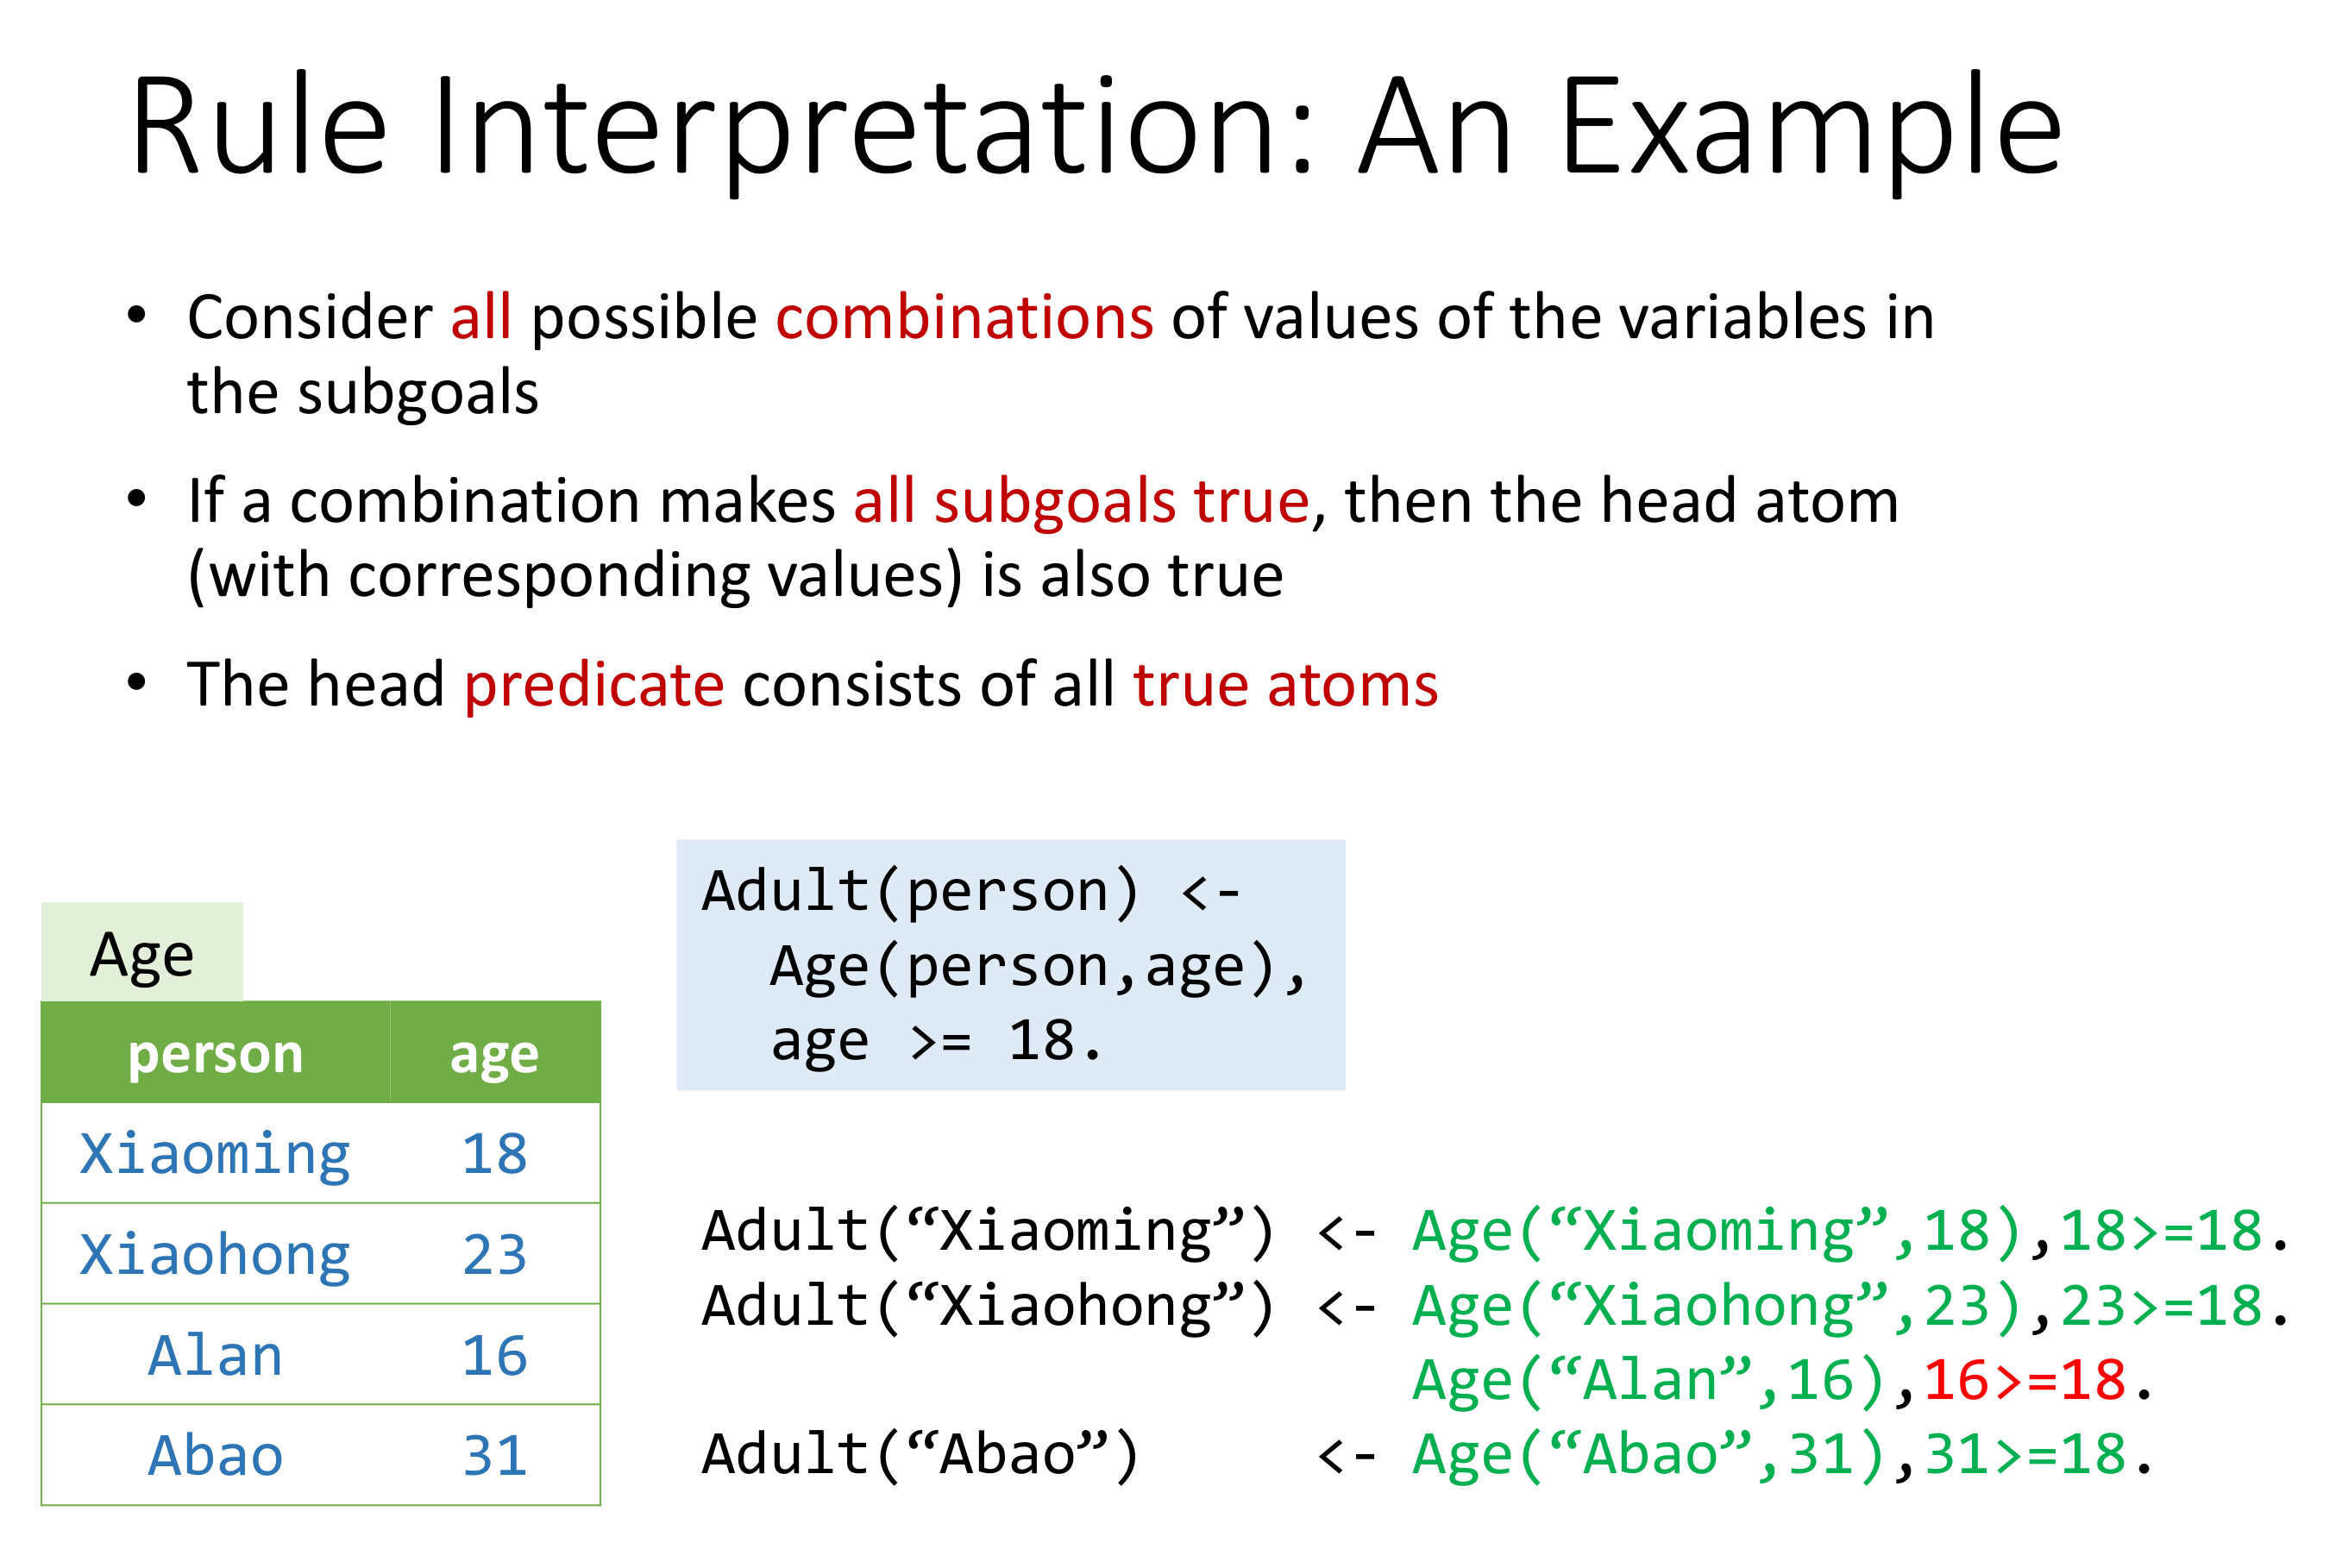 Rule Interpretation: An Example
• Consider all possible combinations of values of the variables in
the subgoals
• If a combination makes all subgoals true, then the head atom
(with corresponding values) is also true
• The head predicate consists of all true atoms
Adult(person) <-
Age(person,age),
age >= 18.
Age
person age
Xiaoming 18
Xiaohong 23
Alan 16
Abao 31
Adult(“Xiaoming”) <- Age(“Xiaoming”,18),18>=18.
Adult(“Xiaohong”) <- Age(“Xiaohong”,23),23>=18.
Age(“Alan”,16),16>=18.
Adult(“Abao”) <- Age(“Abao”,31),31>=18.